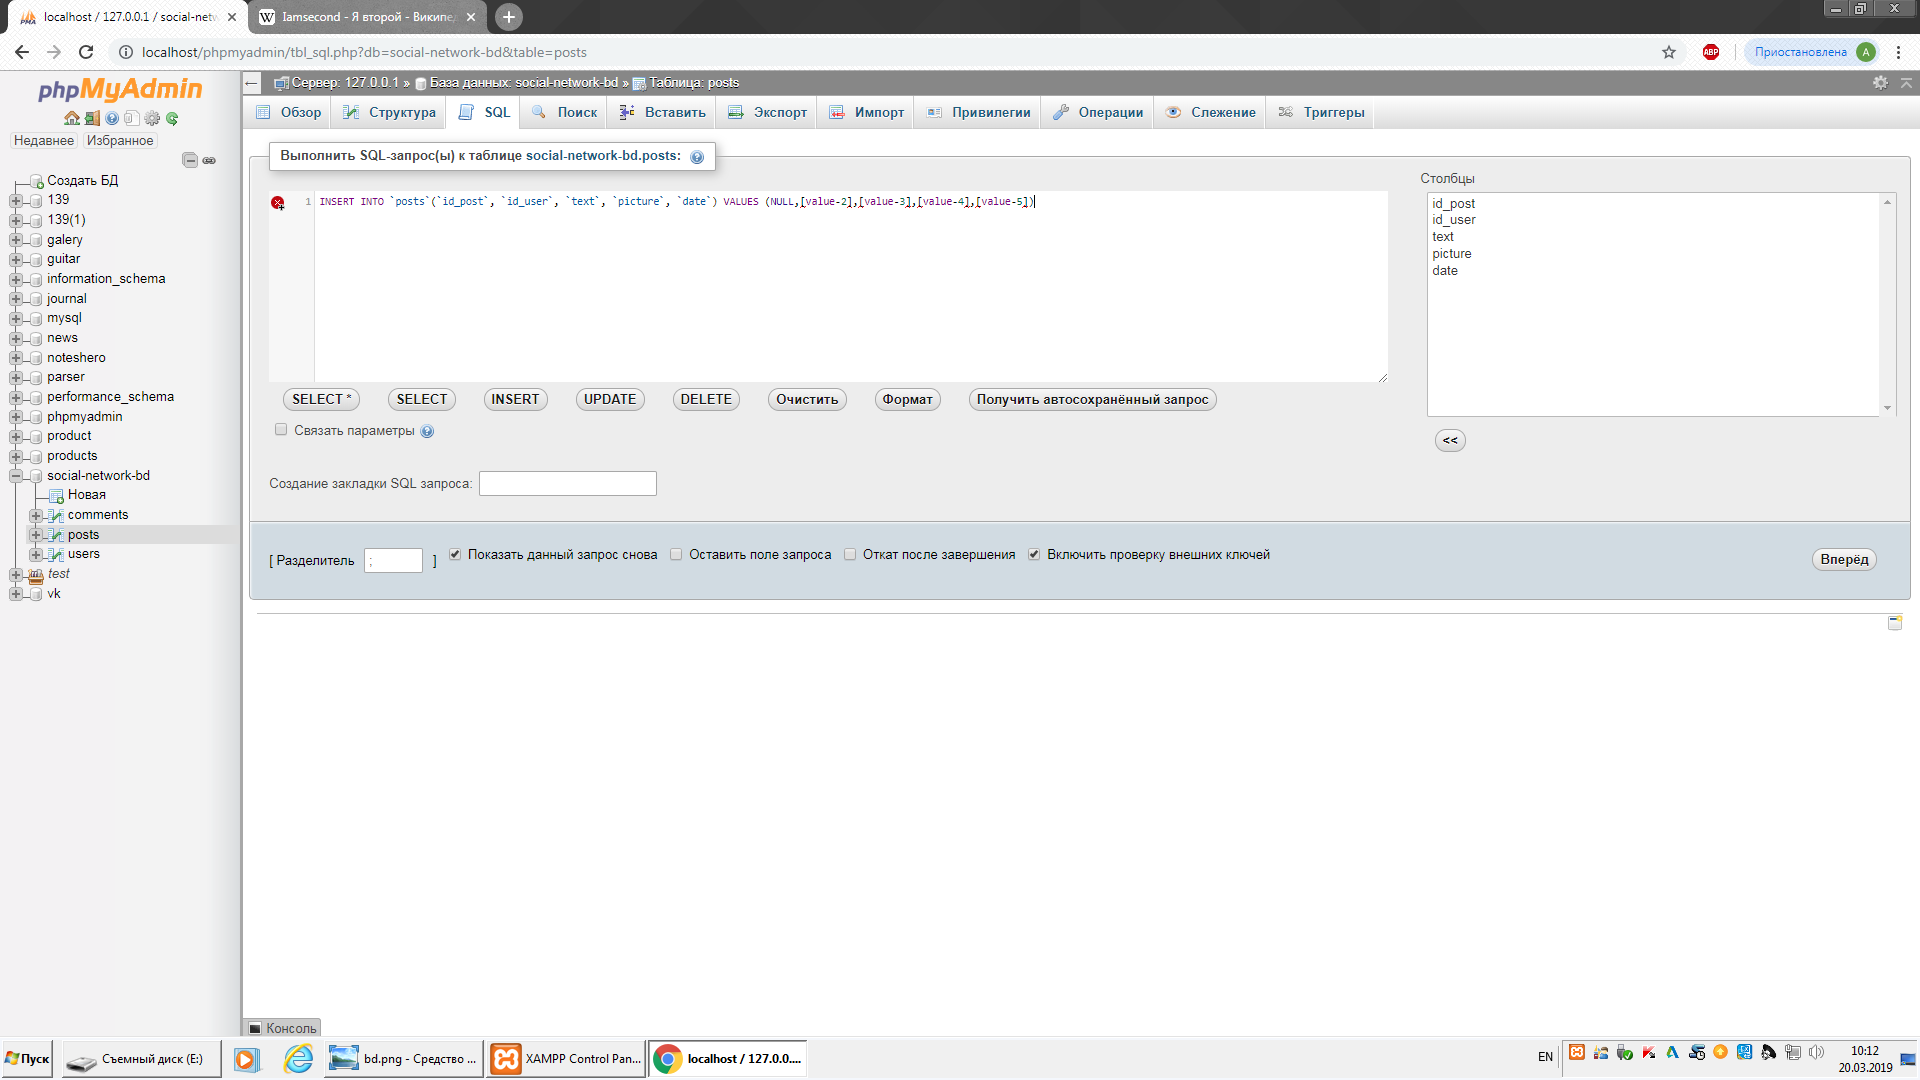 localhost / 127.0.0.1 / social-netw
Iamsecond - Я второй - Википед
localhost/phpmyadmin/tbl_sql.php?db=social-network-bd&table=posts
ABP
Приостановлена
A
phpMyAdmin
Недавнее
Избранное
Создать БД
139
139(1)
galery
guitar
information_schema
journal
mysql
news
noteshero
parser
performance_schema
phpmyadmin
product
products
social-network-bd
Новая
comments
posts
users
test
vk
Сервер: 127.0.0.1 » База данных: social-network-bd » Таблица: posts
Обзор
Структура
SQL
Поиск
Вставить
Экспорт
Импорт
Привилегии
Операции
Слежение
Триггеры
Выполнить SQL-запрос(ы) к таблице social-network-bd.posts:
1 INSERT INTO `posts`(`id_post`, `id_user`, `text`, `picture`, `date`) VALUES (NULL,[value-2],[value-3],[value-4],[value-5])
Столбцы
id_post
id_user
text
picture
date
SELECT *
SELECT
INSERT
UPDATE
DELETE
Очистить
Формат
Получить автосохранённый запрос
<<
Связать параметры
Создание закладки SQL запроса:
[ Разделитель ; ]
Показать данный запрос снова
Оставить поле запроса
Откат после завершения
Включить проверку внешних ключей
Вперёд
Консоль
Пуск
Съемный диск (E:)
bd.png - Средство ...
XAMPP Control Pan...
localhost / 127.0.0....
EN
10:12
20.03.2019